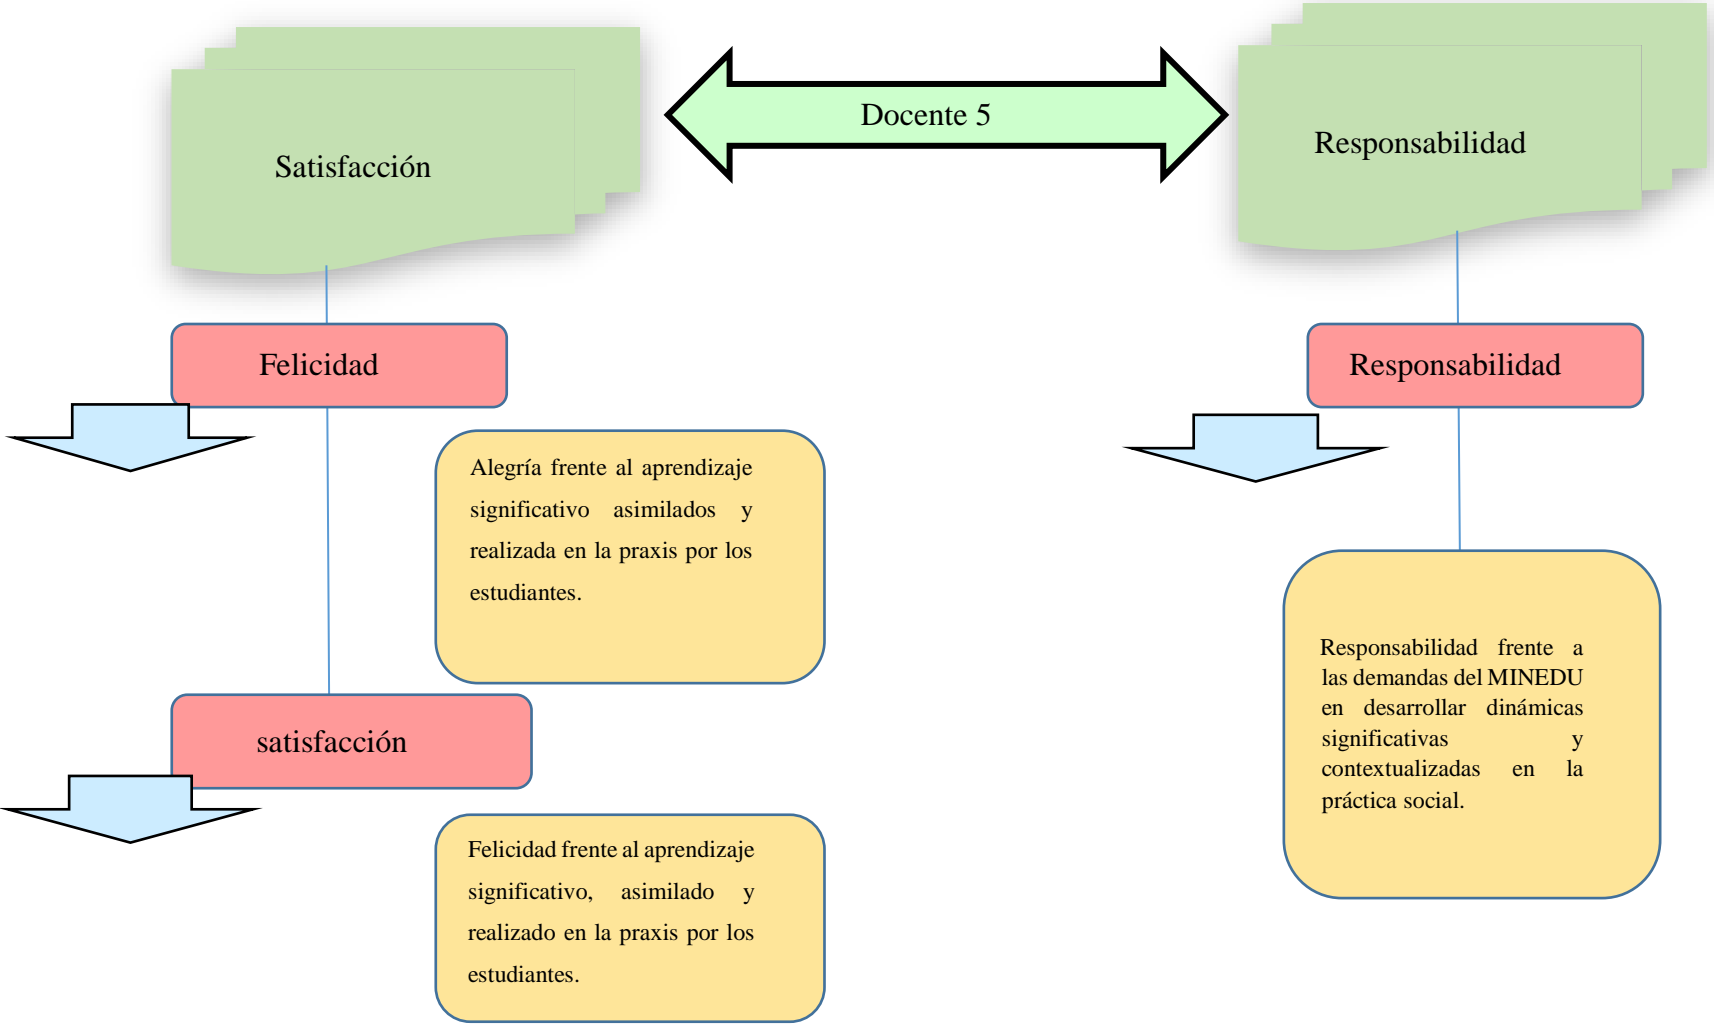 Satisfacción
Docente 5
Responsabilidad
Felicidad
Alegría frente al aprendizaje
significativo asimilados y
realizada en la praxis por los
estudiantes.
satisfacción
Felicidad frente al aprendizaje
significativo, asimilado y
realizado en la praxis por los
estudiantes.
Responsabilidad
Responsabilidad frente a
las demandas del MINEDU
en desarrollar dinámicas
significativas y
contextualizadas en la
práctica social.